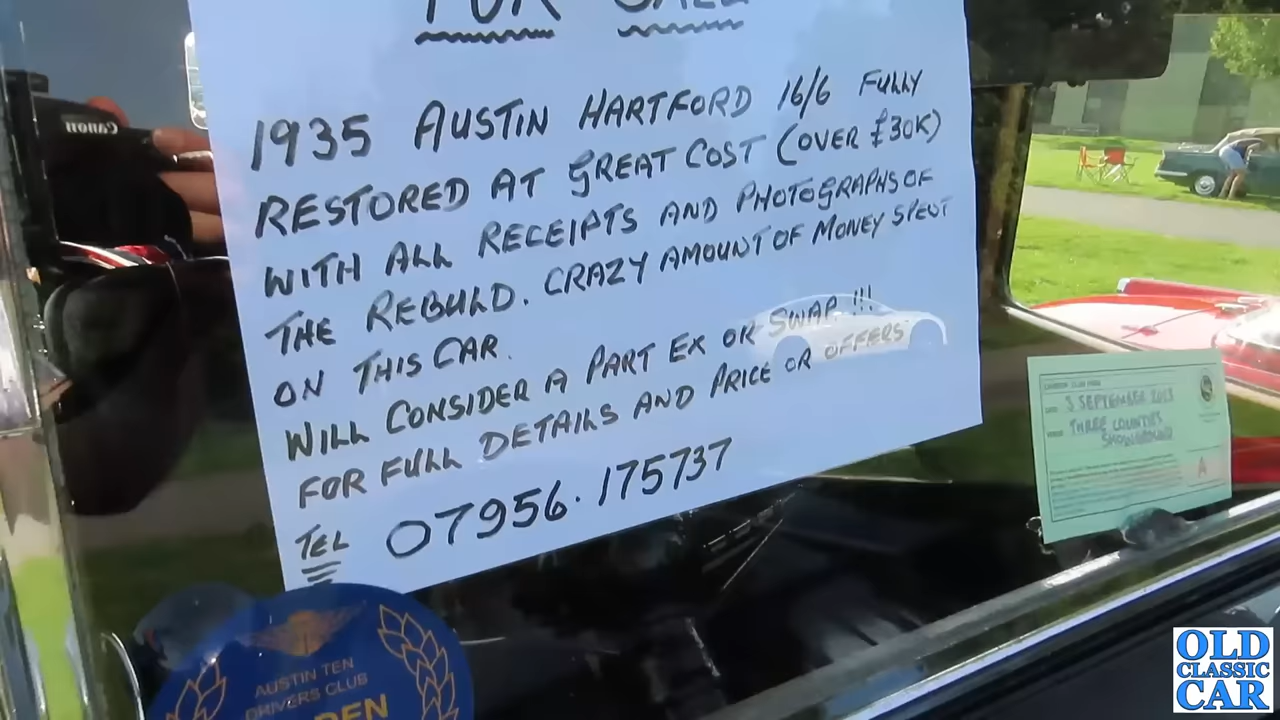 FOR SALE
1935 AUSTIN HARTFORD 16/6 FULLY
RESTORED AT GREAT COST (OVER £30K)
WITH ALL RECEIPTS AND PHOTOGRAPHS OF
THE REBUILD. CRAZY AMOUNT OF MONEY SPENT
ON THIS CAR.
WILL CONSIDER A PART EX OR SWAP !!!
FOR FULL DETAILS AND PRICE OR OFFERS
TEL 07956.175737
Canon
3 SEPTEMBER
THREE COUNTIES
SHOWGROUND
A
AUSTIN TEN
DRIVERS CLUB
OLD
CLASSIC
CAR